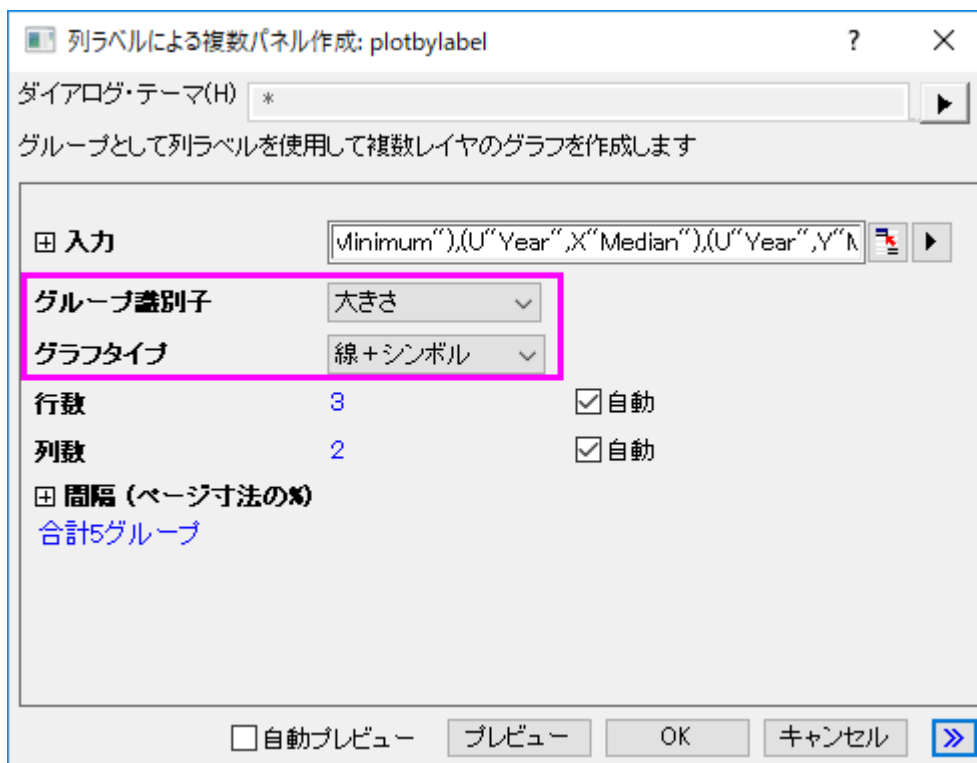 列ラベルによる複数パネル作成: plotbylabel ? ×
ダイアログ・テーマ(H) *
グループとして列ラベルを使用して複数レイヤのグラフを作成します
入力 Minimum"),(U"Year",X"Median"),(U"Year",Y"M
グループ識別子 大きさ
グラフタイプ 線+シンボル
行数 3 自動
列数 2 自動
間隔 (ページ寸法の%)
合計5グループ
自動プレビュー プレビュー OK キャンセル